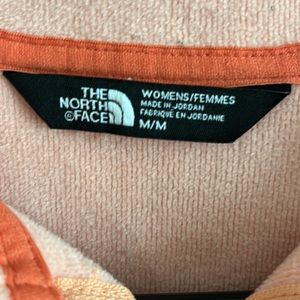 THE
NORTH
©FACE
WOMENS/FEMMES
MADE IN JORDAN
FABRIQUÉ EN JORDANIE
M/M